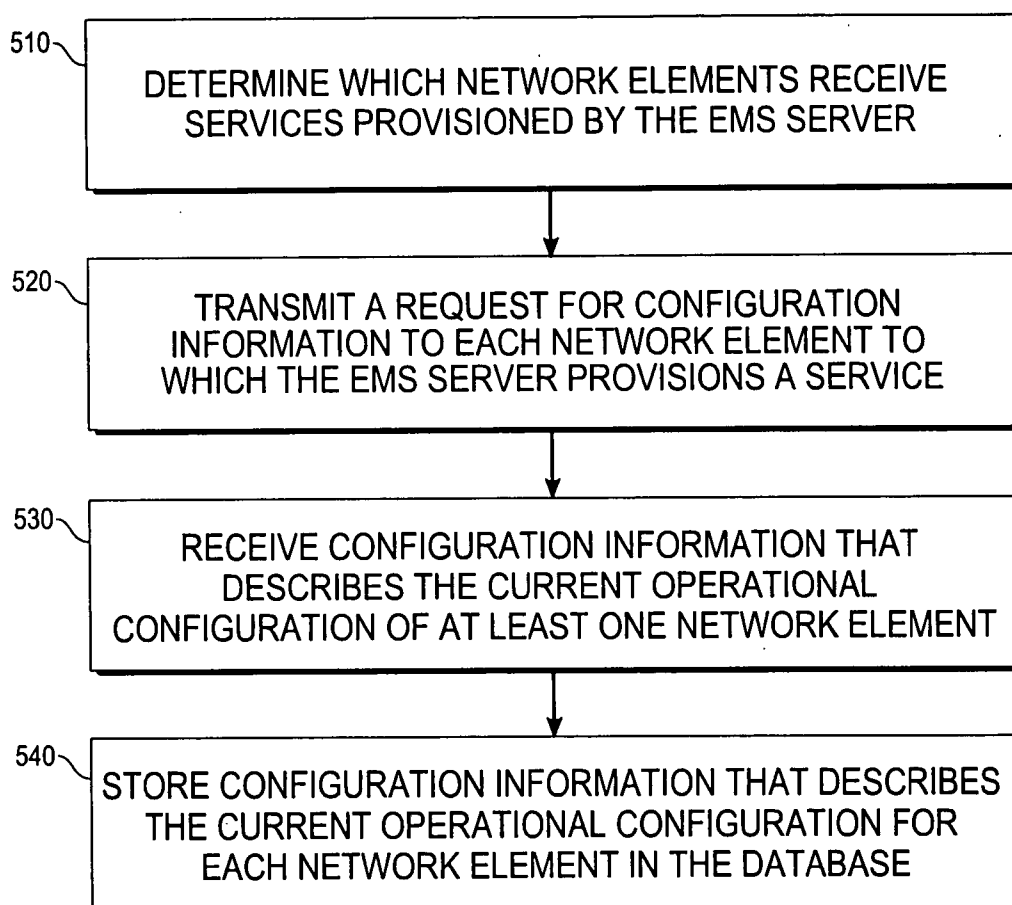 510
DETERMINE WHICH NETWORK ELEMENTS RECEIVE
SERVICES PROVISIONED BY THE EMS SERVER
520
TRANSMIT A REQUEST FOR CONFIGURATION
INFORMATION TO EACH NETWORK ELEMENT TO
WHICH THE EMS SERVER PROVISIONS A SERVICE
530
RECEIVE CONFIGURATION INFORMATION THAT
DESCRIBES THE CURRENT OPERATIONAL
CONFIGURATION OF AT LEAST ONE NETWORK ELEMENT
540
STORE CONFIGURATION INFORMATION THAT DESCRIBES
THE CURRENT OPERATIONAL CONFIGURATION FOR
EACH NETWORK ELEMENT IN THE DATABASE